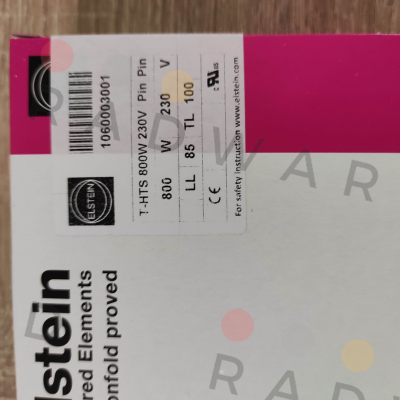 1060003001
ELSTEIN
T-HTS 800W 230V Pin Pin
800 W 230 V
LL 85 TL 100
CE
For safety instruction www.elstein.com
lstein
red Elements
onfold proved
RADWAR
RADWAR